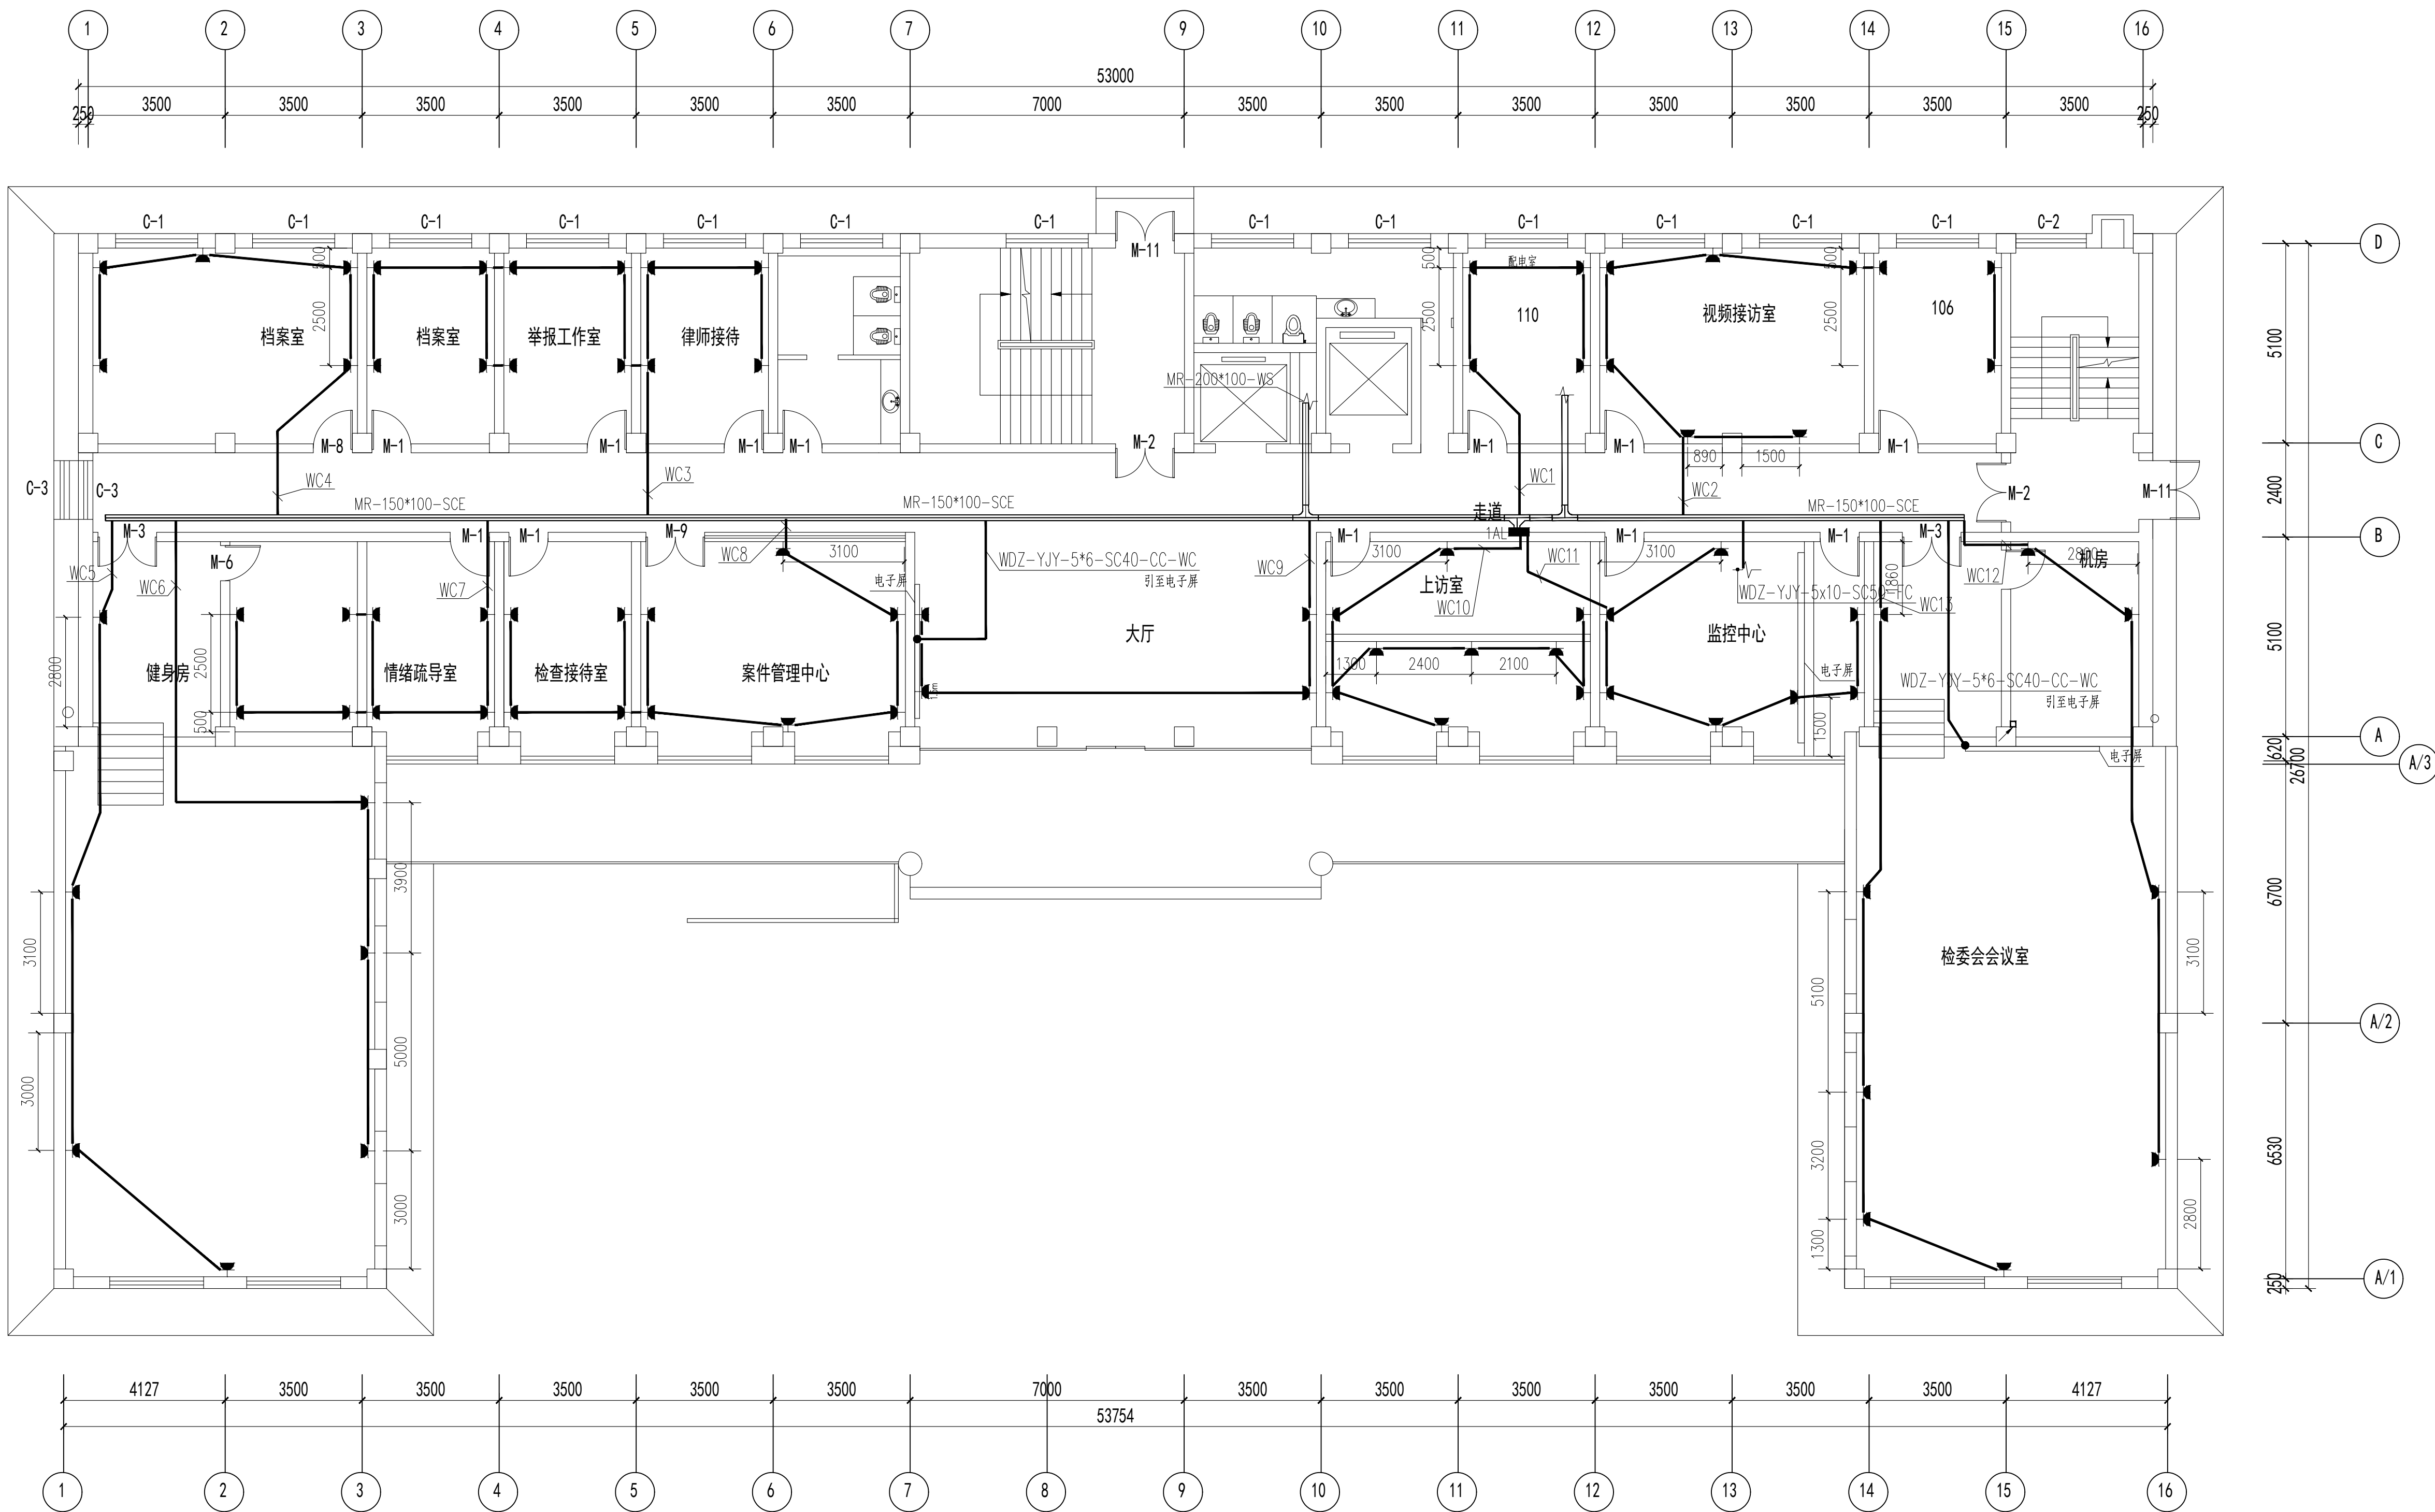 1 2 3 4 5 6 7 9 10 11 12 13 14 15 16
53000
250 3500 3500 3500 3500 3500 3500 7000 3500 3500 3500 3500 3500 3500 3500 250
C-1 C-1 C-1 C-1 C-1 C-1 C-1 C-1 C-1 C-1 C-1 C-1 C-1 C-2
M-11
D
500 配电室 500 500
2500 2500 2500
档案室 档案室 举报工作室 律师接待 110 视频接访室 106
5100
MR-200*100-WS
M-8 M-1 M-1 M-1 M-1 M-2 M-1 M-1 M-1
C
890 1500
C-3 C-3 WC4 WC3 WC1 WC2 M-2 M-11
2400
MR-150*100-SCE MR-150*100-SCE MR-150*100-SCE
走道
1AL
M-3 M-1 M-1 M-9 M-1 M-1 M-1 M-3
B
M-6 WC8 3100 3100 WC11 3100 2800 机房
WC5 WC6 WC7 电子屏 WDZ-YJY-5*6-SC40-CC-WC WC9 WC12
引至电子屏
上访室 1860
WC10 WDZ-YJY-5x10-SC50-FC WC13
大厅 监控中心
5100
2800 健身房 2500 情绪疏导室 检查接待室 案件管理中心 1300 2400 2100 电子屏
WDZ-YJY-5*6-SC40-CC-WC
引至电子屏
500 1500
A
620
电子屏
A/3
26700
3900 6700
3100 检委会会议室 3100
5100
A/2
5000
3000 3200 6530
3000 2800
1300
250 A/1
4127 3500 3500 3500 3500 3500 7000 3500 3500 3500 3500 3500 3500 4127
53754
1 2 3 4 5 6 7 8 9 10 11 12 13 14 15 16